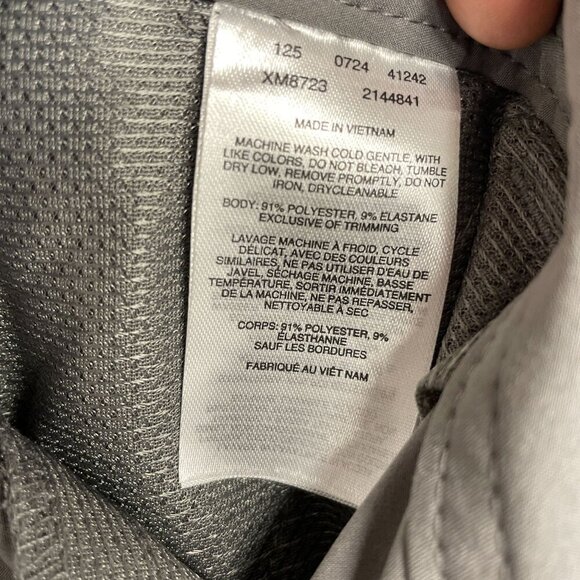 125 0724 41242
XM8723 2144841
MADE IN VIETNAM
MACHINE WASH COLD GENTLE, WITH
LIKE COLORS, DO NOT BLEACH, TUMBLE
DRY LOW, REMOVE PROMPTLY, DO NOT
IRON, DRYCLEANABLE
BODY: 91% POLYESTER, 9% ELASTANE
EXCLUSIVE OF TRIMMING
LAVAGE MACHINE À FROID, CYCLE
DÉLICAT, AVEC DES COULEURS
SIMILAIRES, NE PAS UTILISER D'EAU DE
JAVEL, SÉCHAGE MACHINE, BASSE
TEMPÉRATURE, SORTIR IMMÉDIATEMENT
DE LA MACHINE, NE PAS REPASSER,
NETTOYABLE À SEC
CORPS: 91% POLYESTER, 9%
ÉLASTHANNE
SAUF LES BORDURES
FABRIQUÉ AU VIÊT NAM